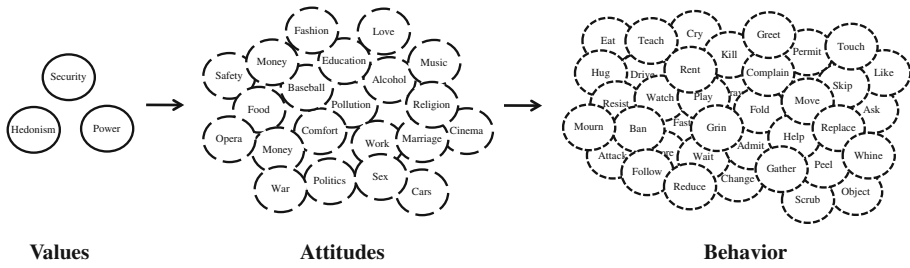 Security
Hedonism
Power
Fashion
Love
Safety
Money
Education
Music
Baseball
Alcohol
Food
Pollution
Religion
Opera
Comfort
Money
Work
Marriage
Cinema
War
Politics
Sex
Cars
Eat
Teach
Cry
Kill
Greet
Permit
Touch
Hug
Drive
Rent
Complain
Skip
Like
Resist
Watch
Play
Fold
Move
Ask
Mourn
Ban
Fast
Grin
Help
Replace
Attack
Wait
Admit
Gather
Peel
Whine
Follow
Reduce
Change
Scrub
Object
Values
Attitudes
Behavior